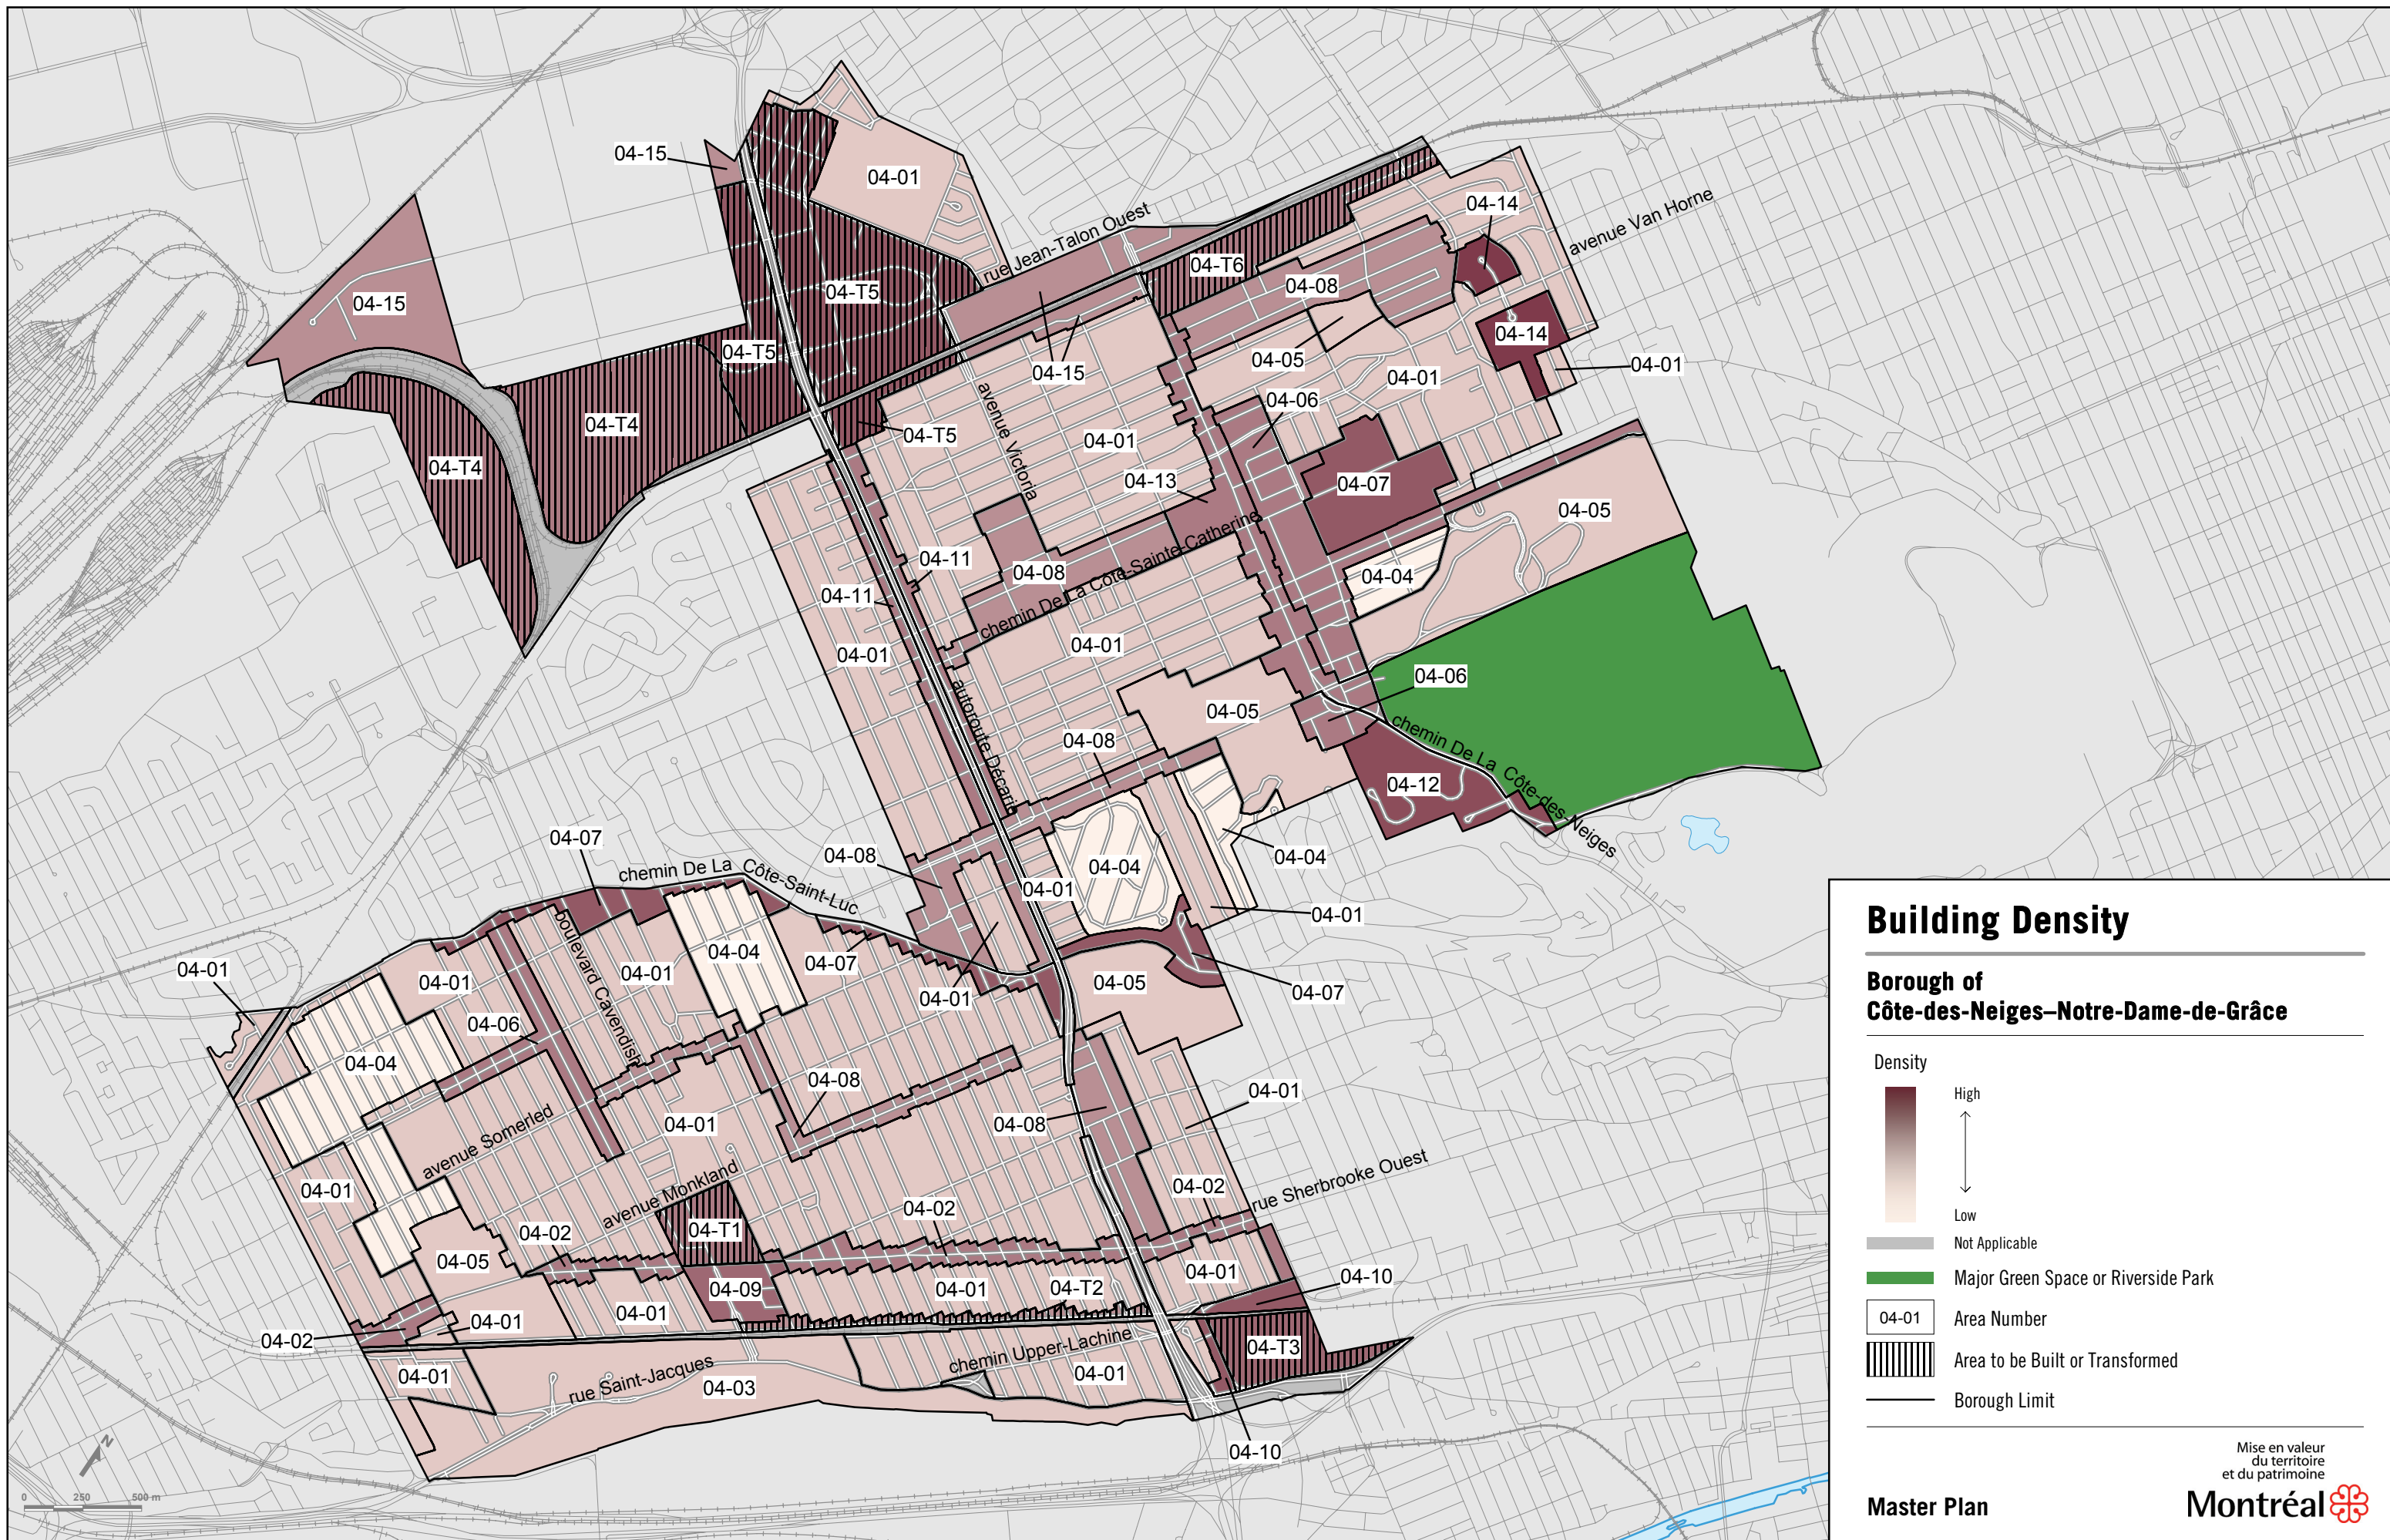 04-15
04-01
rue Jean-Talon Ouest
04-14
avenue Van Horne
04-T6
04-08
04-T5
04-15
04-14
04-T5
04-05
04-15
04-01
04-01
04-06
04-T4
04-T5
avenue Victoria
04-01
04-T4
04-13
04-07
04-05
04-11
04-08
chemin De La Côte-Sainte-Catherine
04-04
04-11
04-01
04-01
04-06
autoroute Décarie
04-05
04-08
chemin De La Côte-des-Neiges
04-12
04-07
04-08
04-04
04-04
chemin De La Côte-Saint-Luc
04-01
04-01
boulevard Cavendish
04-04
04-07
04-01
04-01
04-01
04-01
04-05
04-07
04-06
04-04
04-08
04-01
04-01
04-08
avenue Somerled
04-01
avenue Monkland
04-02
rue Sherbrooke Ouest
04-02
04-T1
04-02
04-05
04-09
04-01
04-T2
04-01
04-10
04-01
04-01
04-02
chemin Upper-Lachine
04-T3
04-01
rue Saint-Jacques
04-03
04-01
04-10
N
0 250 500 m
Building Density
Borough of
Côte-des-Neiges–Notre-Dame-de-Grâce
Density
High
Low
Not Applicable
Major Green Space or Riverside Park
04-01 Area Number
Area to be Built or Transformed
Borough Limit
Mise en valeur
du territoire
et du patrimoine
Master Plan
Montréal